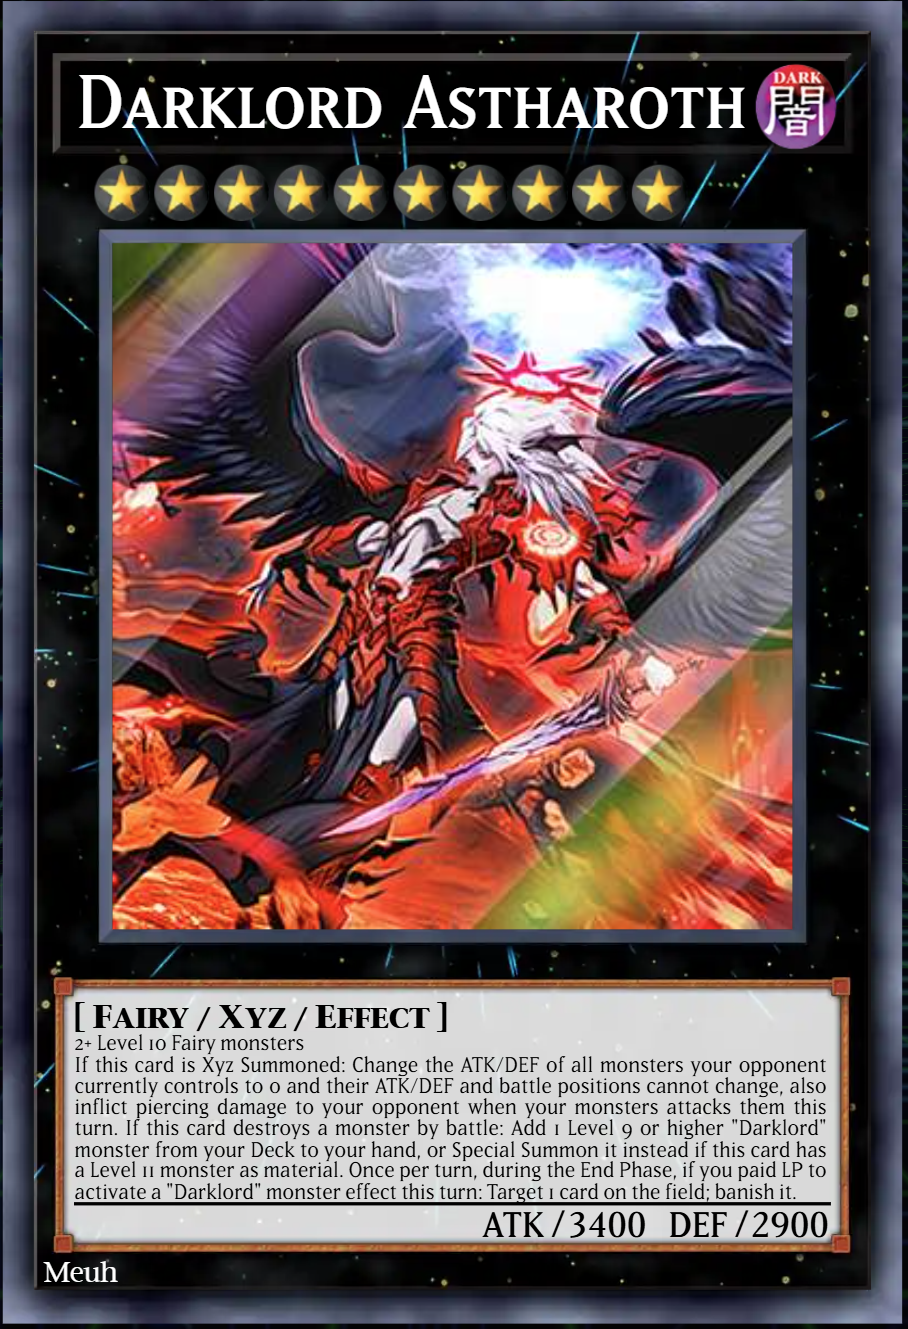 Darklord Astharoth
DARK
闇
[ Fairy / Xyz / Effect ]
2+ Level 10 Fairy monsters
If this card is Xyz Summoned: Change the ATK/DEF of all monsters your opponent
currently controls to 0 and their ATK/DEF and battle positions cannot change, also
inflict piercing damage to your opponent when your monsters attacks them this
turn. If this card destroys a monster by battle: Add 1 Level 9 or higher "Darklord"
monster from your Deck to your hand, or Special Summon it instead if this card has
a Level 11 monster as material. Once per turn, during the End Phase, if you paid LP to
activate a "Darklord" monster effect this turn: Target 1 card on the field; banish it.
ATK/3400 DEF/2900
Meuh